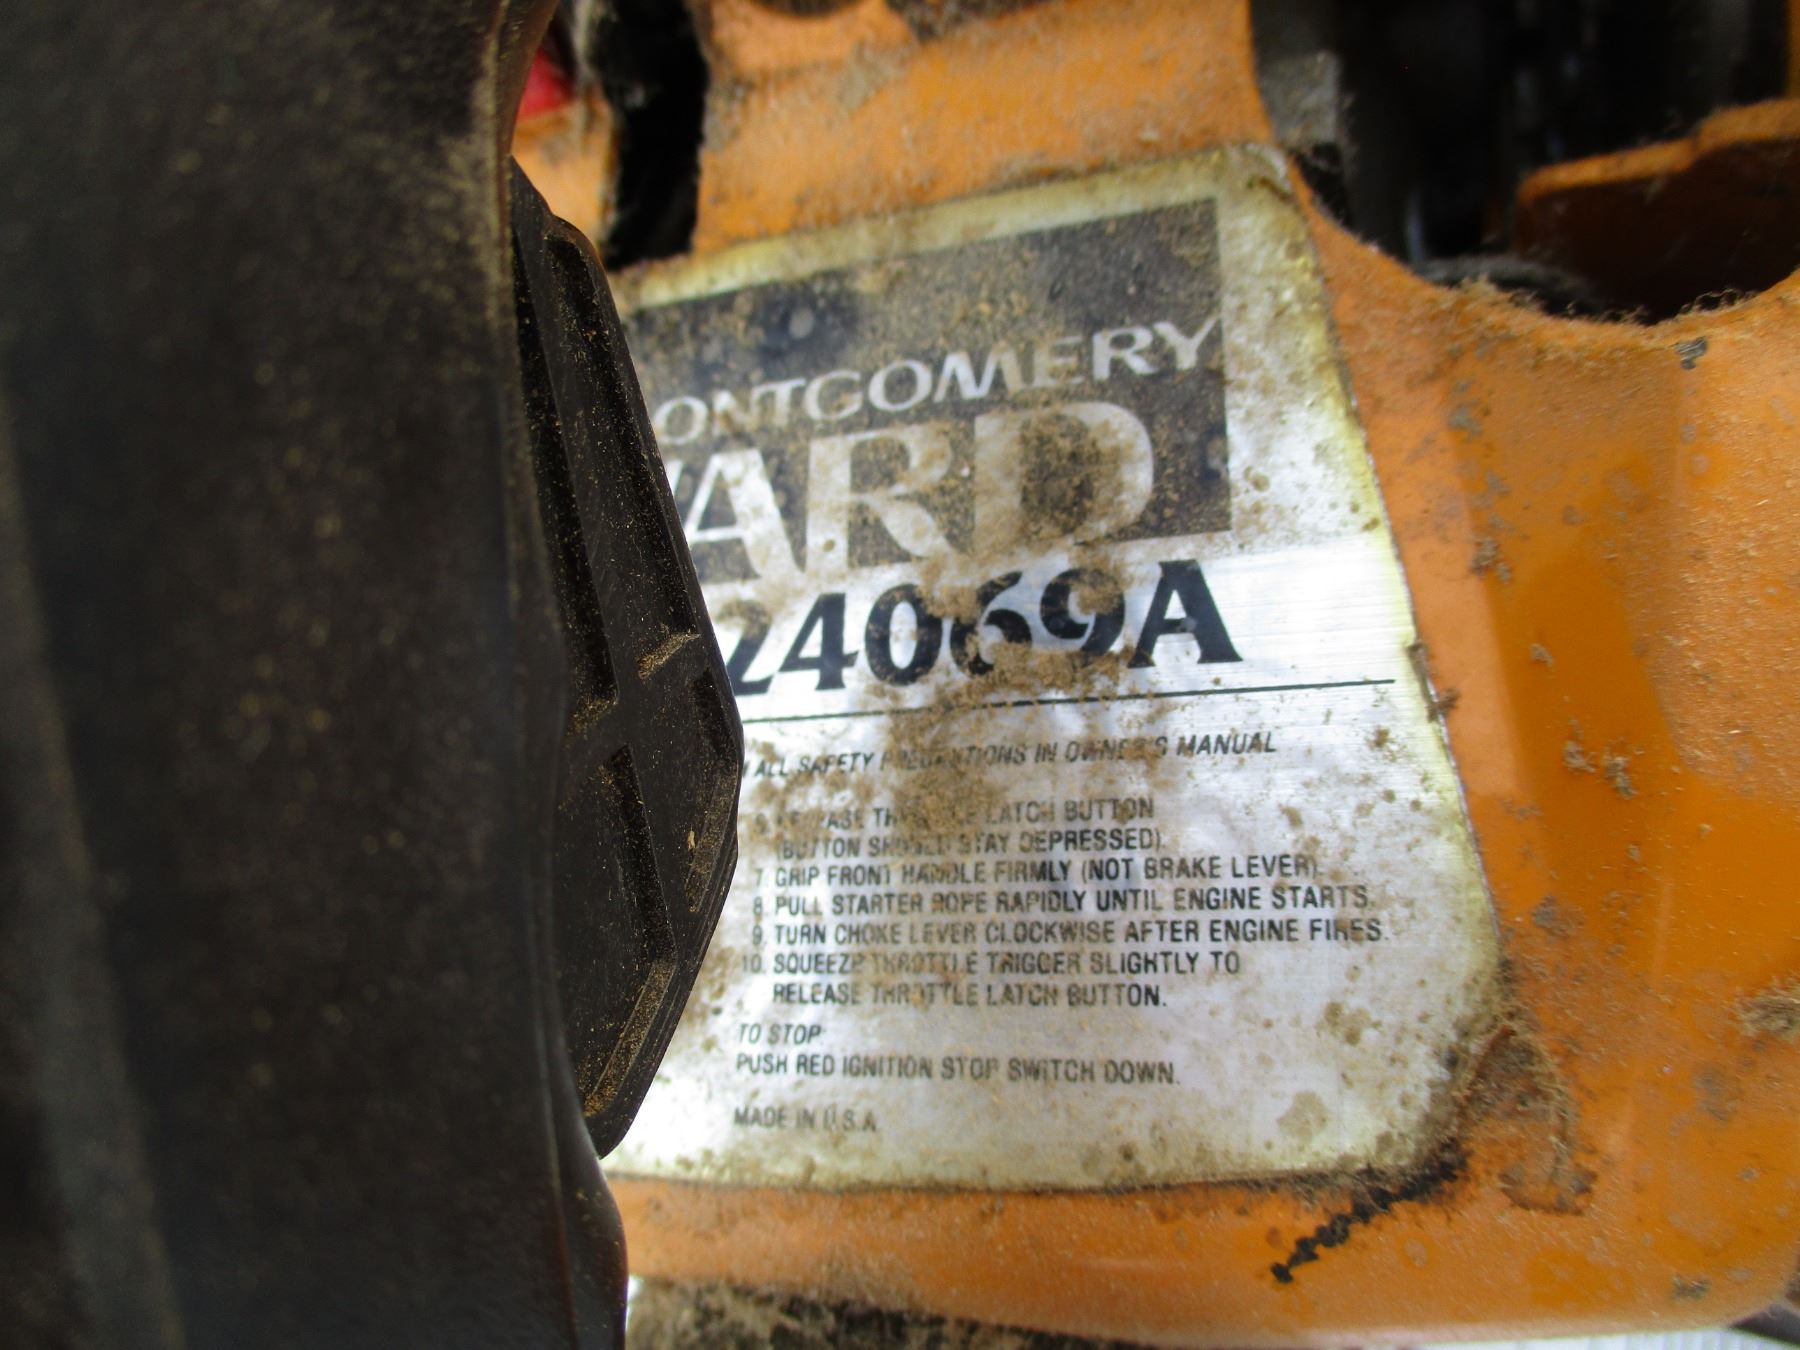 ONTGOMERY
ARD
24069A
ALL SAFETY PRECAUTIONS IN OWNER'S MANUAL
RELEASE THROTTLE LATCH BUTTON
(BUTTON SHOULD STAY DEPRESSED).
7. GRIP FRONT HANDLE FIRMLY (NOT BRAKE LEVER).
8. PULL STARTER ROPE RAPIDLY UNTIL ENGINE STARTS.
9. TURN CHOKE LEVER CLOCKWISE AFTER ENGINE FIRES.
10. SQUEEZE THROTTLE TRIGGER SLIGHTLY TO
RELEASE THROTTLE LATCH BUTTON.
TO STOP:
PUSH RED IGNITION STOP SWITCH DOWN.
MADE IN U.S.A.